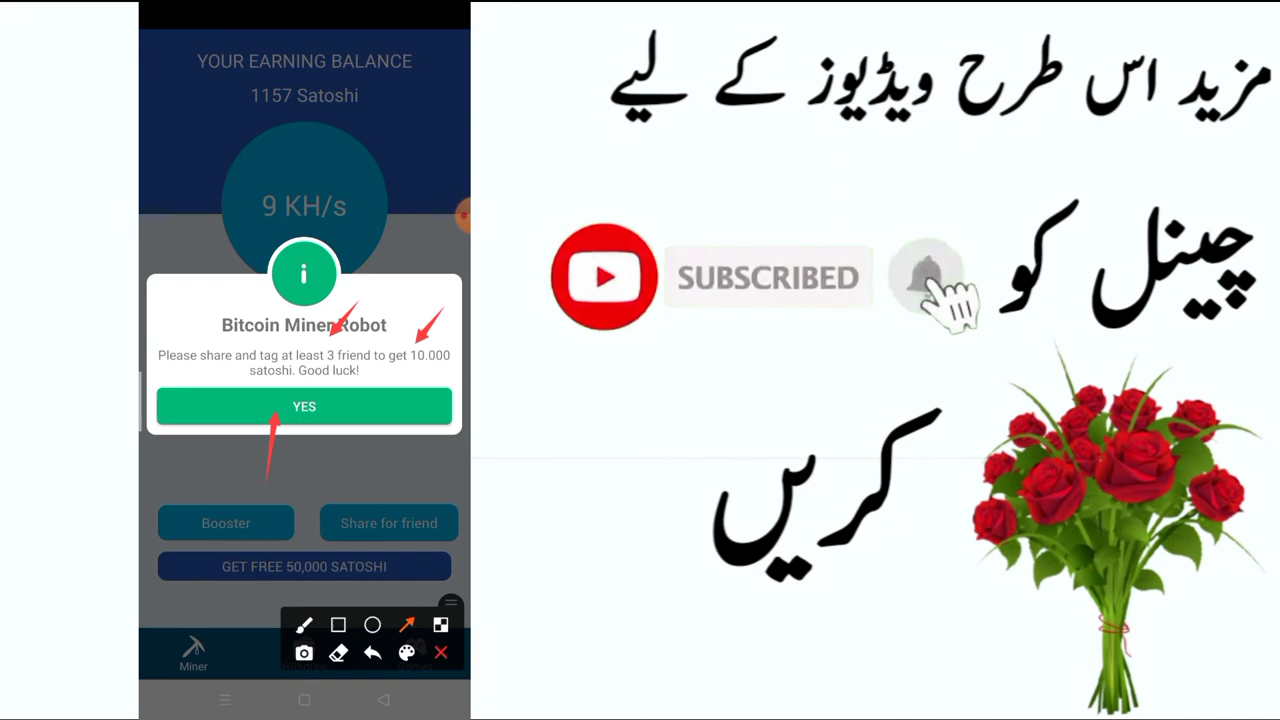 YOUR EARNING BALANCE
1157 Satoshi
9 KH/s
Bitcoin Miner Robot
Please share and tag at least 3 friend to get 10.000
satoshi. Good luck!
YES
Booster
Share for friend
GET FREE 50,000 SATOSHI
Miner
مزید اس طرح ویڈیوز کے لیے
چینل کو
SUBSCRIBED
کریں